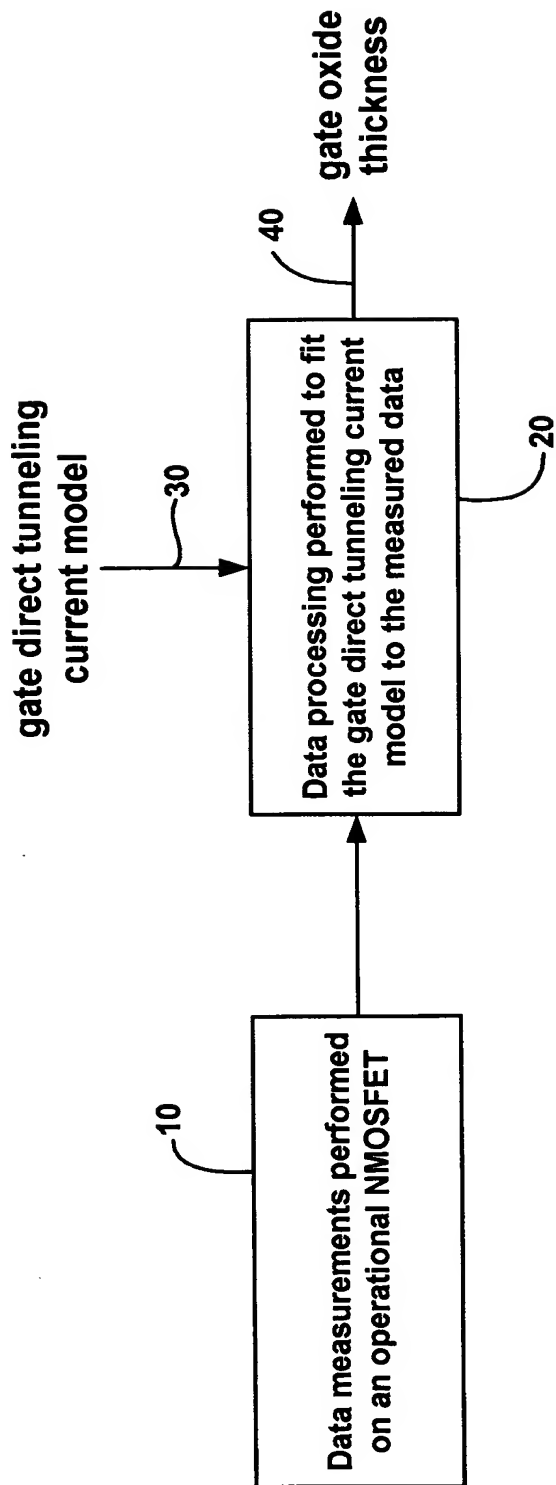 gate direct tunneling
current model
30
10
Data measurements performed
on an operational NMOSFET
Data processing performed to fit
the gate direct tunneling current
model to the measured data
20
40
gate oxide
thickness